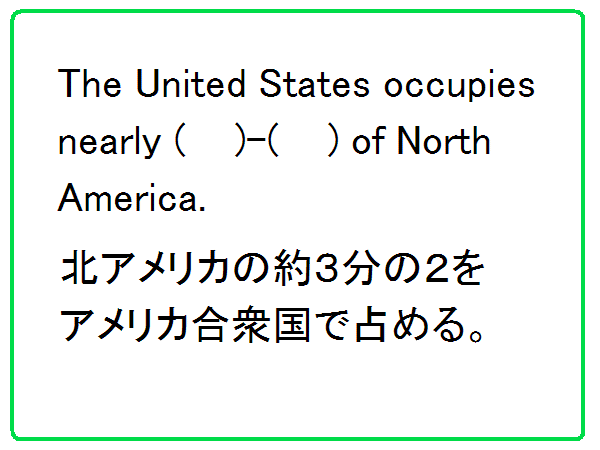 The United States occupies
nearly (    )-(    ) of North
America.
北アメリカの約3分の2を
アメリカ合衆国で占める。